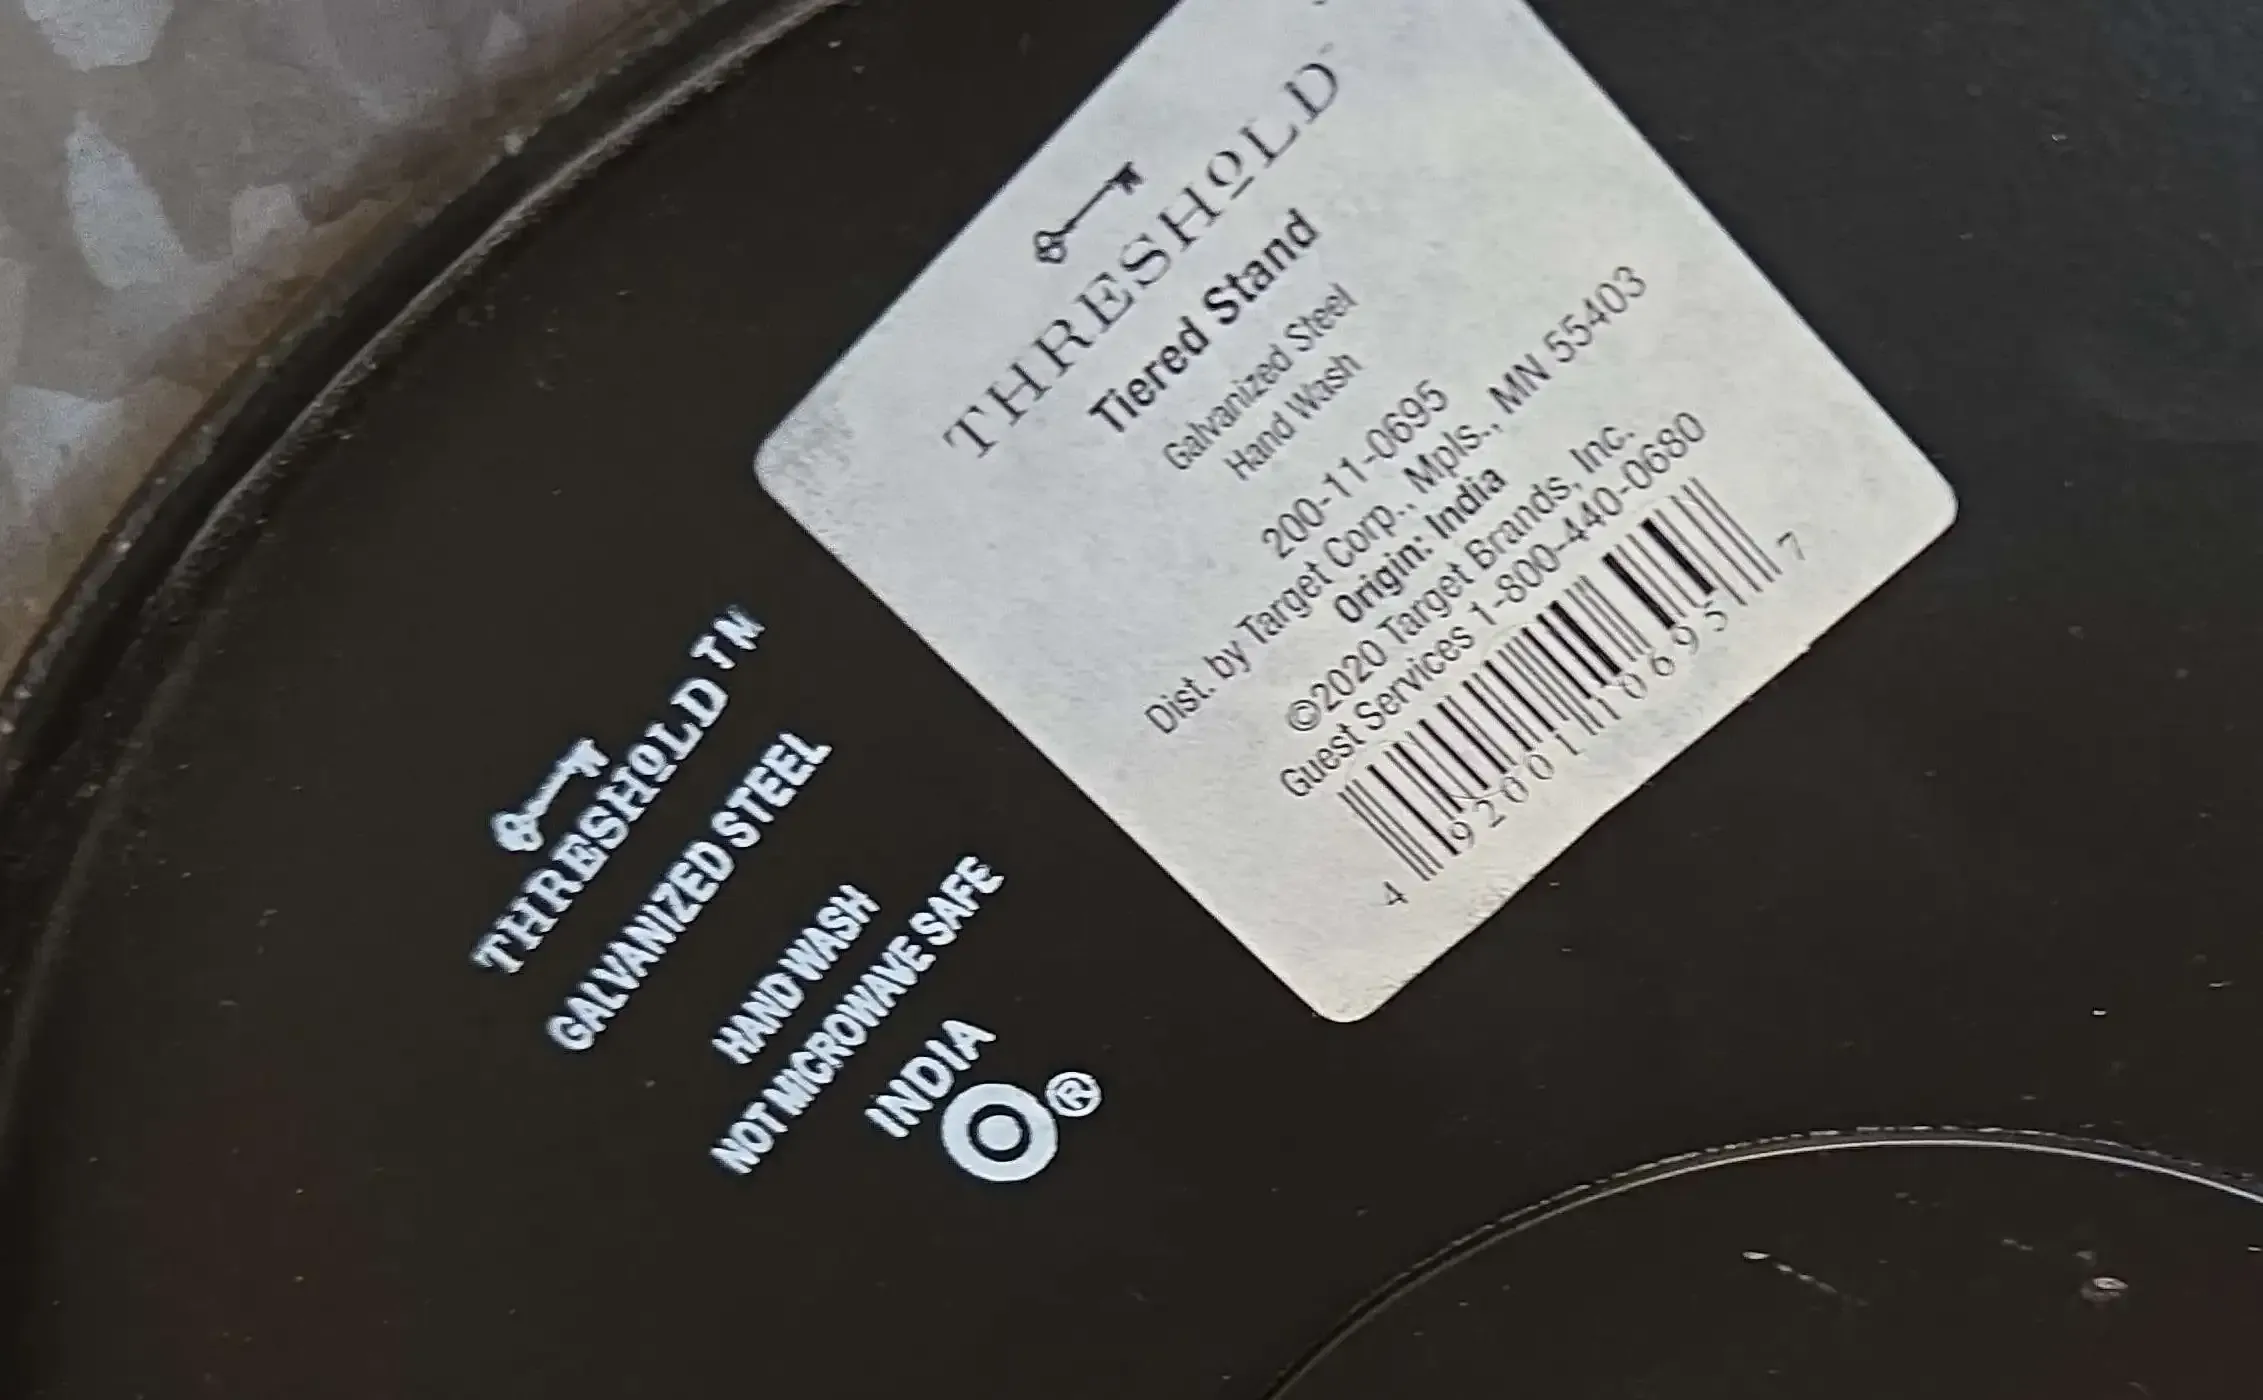 THRESHOLD
Tiered Stand
Galvanized Steel
Hand Wash
200-11-0695
Dist. by Target Corp., Mpls., MN 55403
Origin: India
©2020 Target Brands, Inc.
Guest Services 1-800-440-0680
4 92001 10695 7
THRESHOLD TM
GALVANIZED STEEL
HAND WASH
NOT MICROWAVE SAFE
INDIA
®